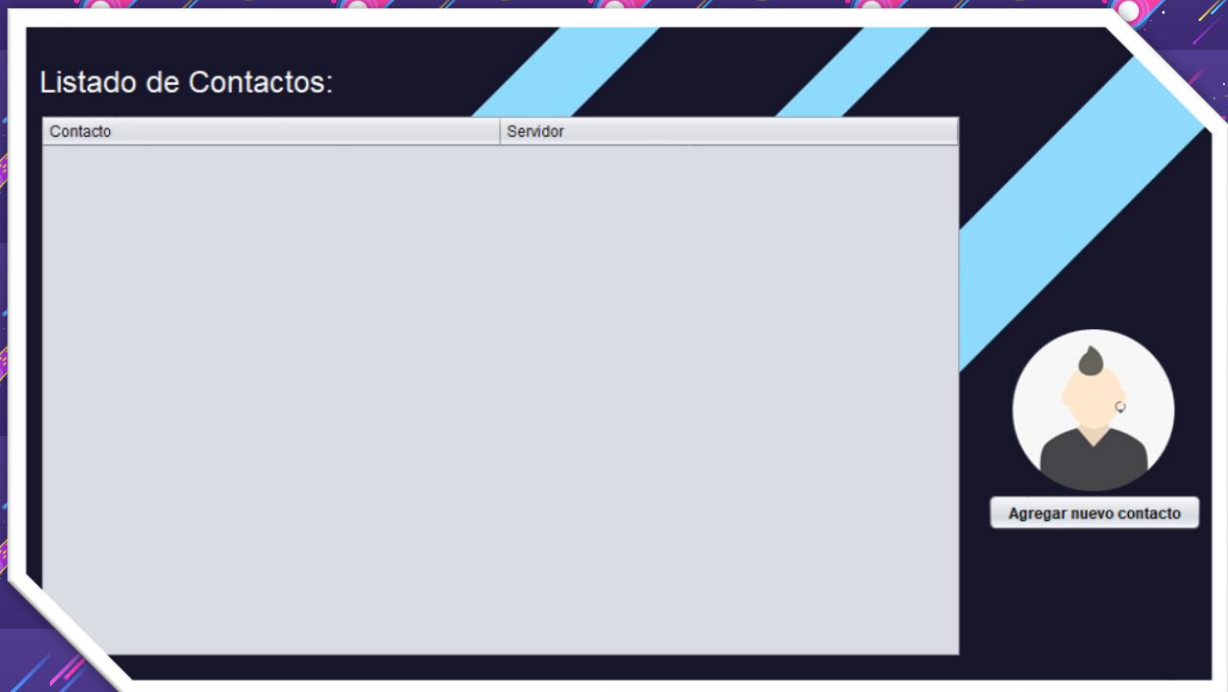 Listado de Contactos:
Contacto Servidor
Agregar nuevo contacto